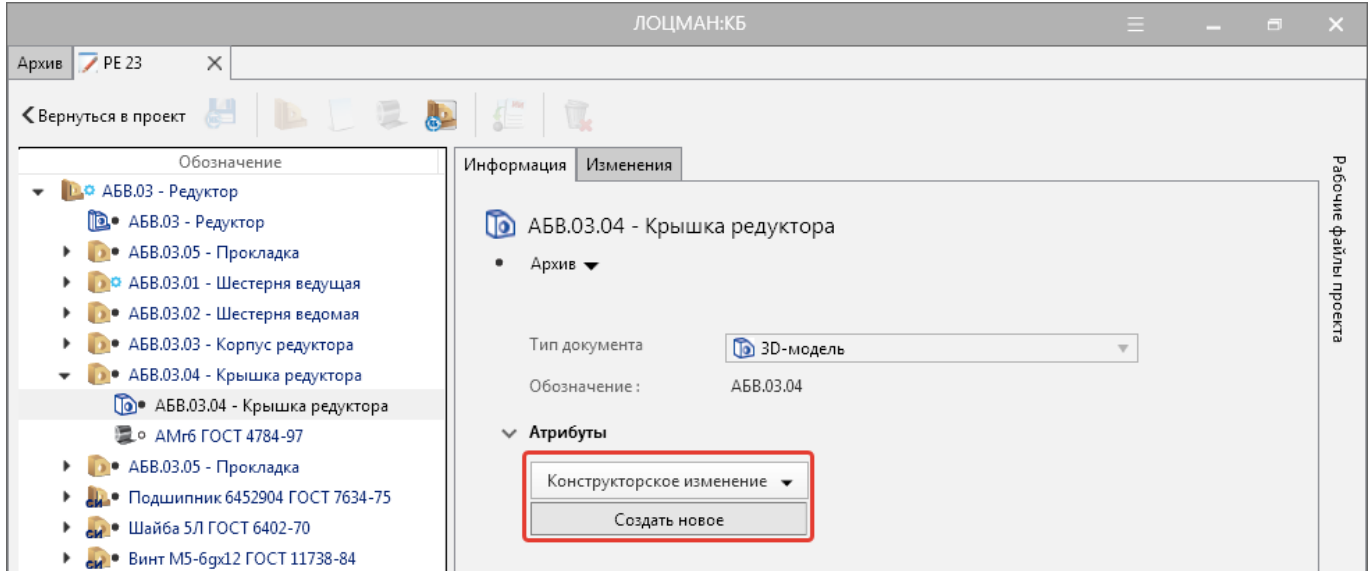 ЛОЦМАН:КБ
Архив
РЕ 23
Вернуться в проект
Обозначение
АБВ.03 - Редуктор
АБВ.03 - Редуктор
АБВ.03.05 - Прокладка
АБВ.03.01 - Шестерня ведущая
АБВ.03.02 - Шестерня ведомая
АБВ.03.03 - Корпус редуктора
АБВ.03.04 - Крышка редуктора
АБВ.03.04 - Крышка редуктора
АМг6 ГОСТ 4784-97
АБВ.03.05 - Прокладка
СИ Подшипник 6452904 ГОСТ 7634-75
СИ Шайба 5Л ГОСТ 6402-70
СИ Винт М5-6gx12 ГОСТ 11738-84
Информация
Изменения
АБВ.03.04 - Крышка редуктора
Архив
Тип документа
3D-модель
Обозначение :
АБВ.03.04
Атрибуты
Конструкторское изменение
Создать новое
Рабочие файлы проекта